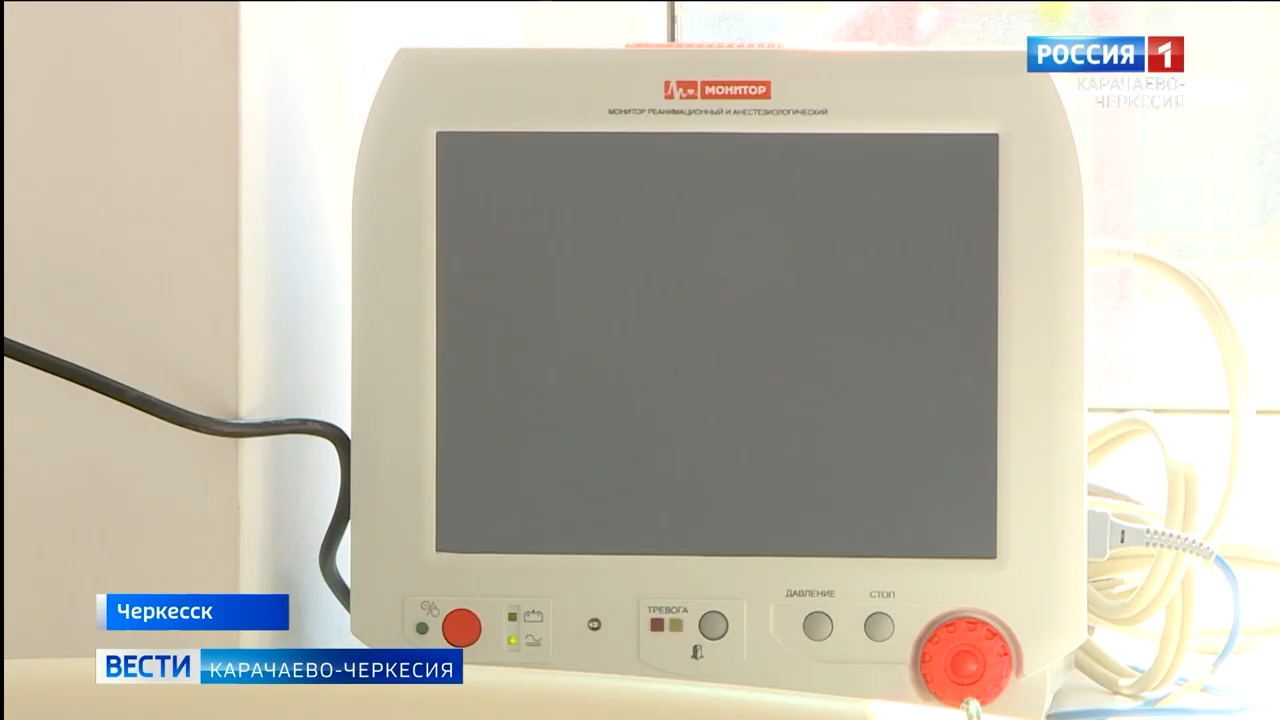 РОССИЯ 1
КАРАЧАЕВО-
ЧЕРКЕСИЯ
МОНИТОР
МОНИТОР РЕАНИМАЦИОННЫЙ И АНЕСТЕЗИОЛОГИЧЕСКИЙ
ДАВЛЕНИЕ СТОП
ТРЕВОГА
Черкесск
ВЕСТИ КАРАЧАЕВО-ЧЕРКЕСИЯ